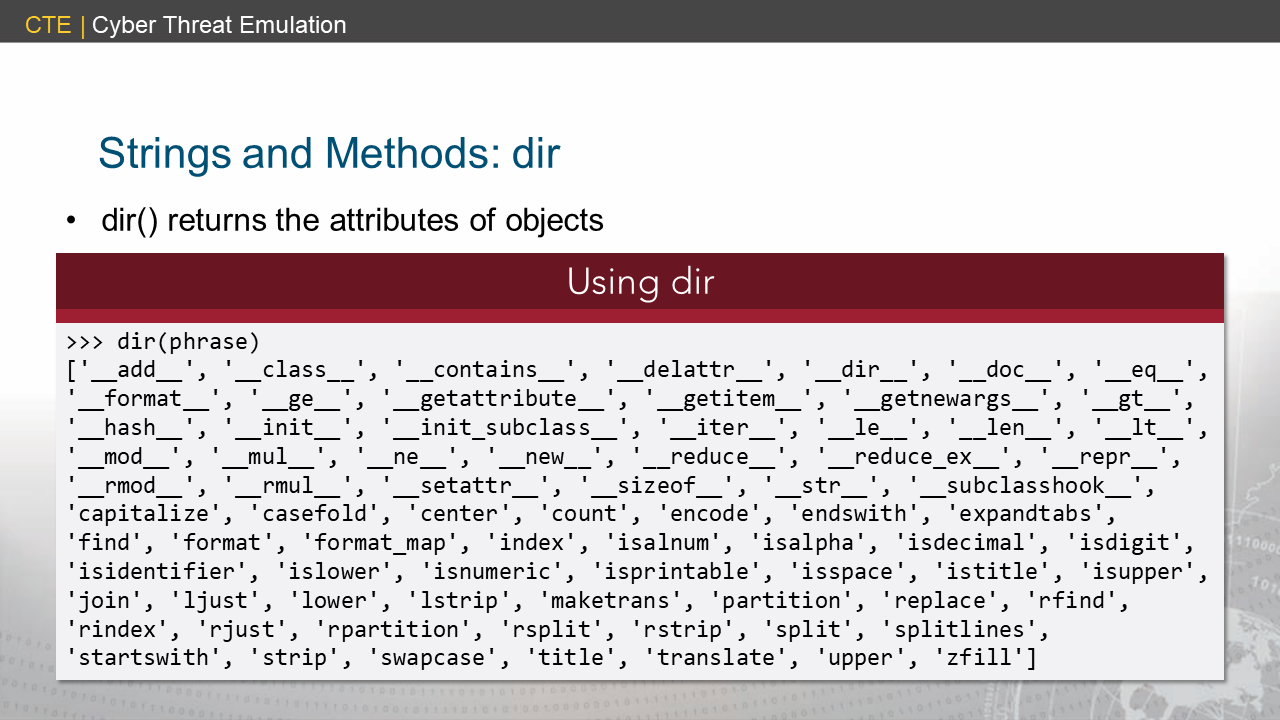 CTE | Cyber Threat Emulation
Strings and Methods: dir
• dir() returns the attributes of objects
Using dir
>>> dir(phrase)
['__add__', '__class__', '__contains__', '__delattr__', '__dir__', '__doc__', '__eq__',
'__format__', '__ge__', '__getattribute__', '__getitem__', '__getnewargs__', '__gt__',
'__hash__', '__init__', '__init_subclass__', '__iter__', '__le__', '__len__', '__lt__',
'__mod__', '__mul__', '__ne__', '__new__', '__reduce__', '__reduce_ex__', '__repr__',
'__rmod__', '__rmul__', '__setattr__', '__sizeof__', '__str__', '__subclasshook__',
'capitalize', 'casefold', 'center', 'count', 'encode', 'endswith', 'expandtabs',
'find', 'format', 'format_map', 'index', 'isalnum', 'isalpha', 'isdecimal', 'isdigit',
'isidentifier', 'islower', 'isnumeric', 'isprintable', 'isspace', 'istitle', 'isupper',
'join', 'ljust', 'lower', 'lstrip', 'maketrans', 'partition', 'replace', 'rfind',
'rindex', 'rjust', 'rpartition', 'rsplit', 'rstrip', 'split', 'splitlines',
'startswith', 'strip', 'swapcase', 'title', 'translate', 'upper', 'zfill']